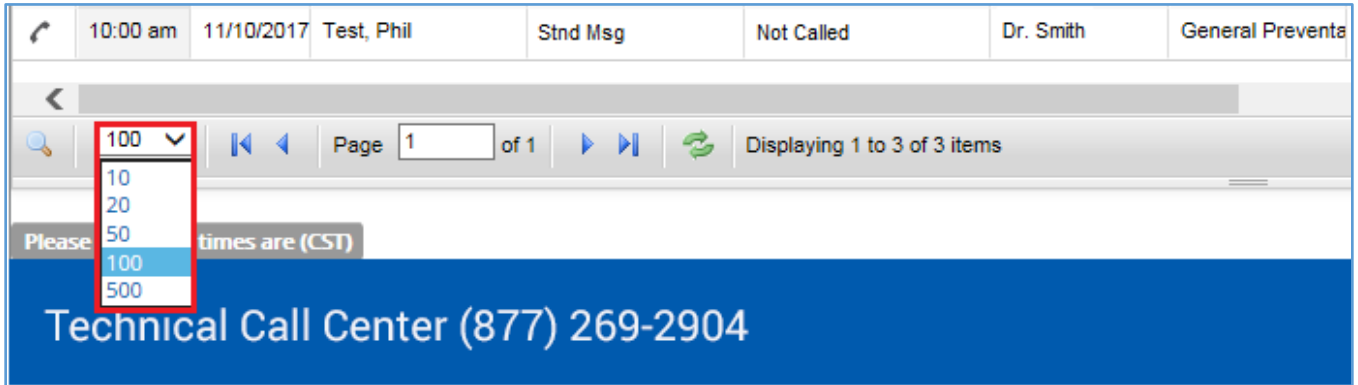 10:00 am 11/10/2017 Test, Phil Stnd Msg Not Called Dr. Smith General Preventa
100 Page 1 of 1 Displaying 1 to 3 of 3 items
10
20
50
100
500
Please times are (CST)
Technical Call Center (877) 269-2904